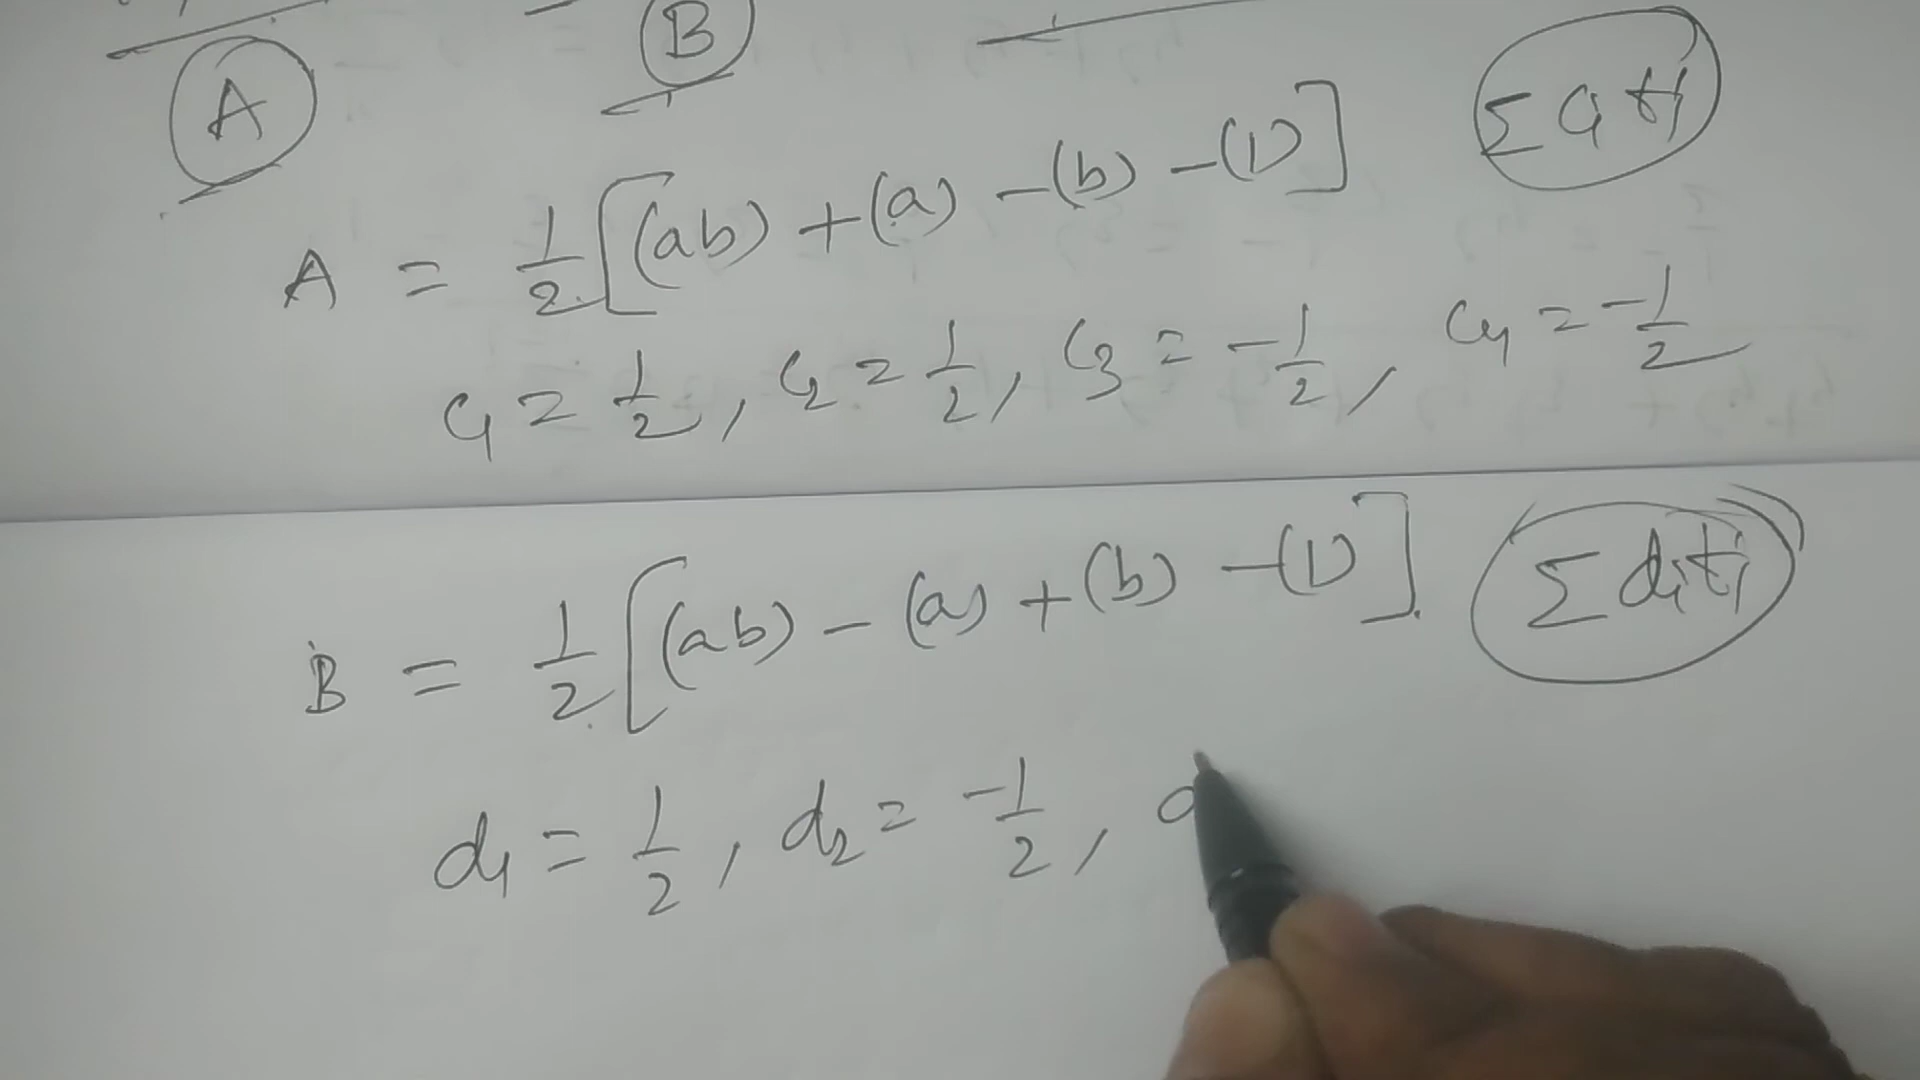 A B
A = 1/2 [(ab) + (a) - (b) - (1)] Σ ci ti
c1 = 1/2, c2 = 1/2, c3 = -1/2, c4 = -1/2
B = 1/2 [(ab) - (a) + (b) - (1)]. Σ di ti
d1 = 1/2, d2 = -1/2,